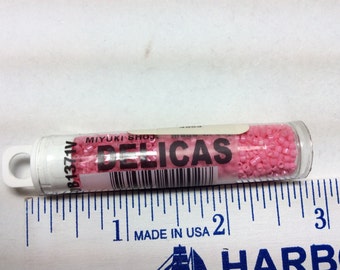 MIYUKI
DELICAS
1 MADE IN USA 2 3
HARBO